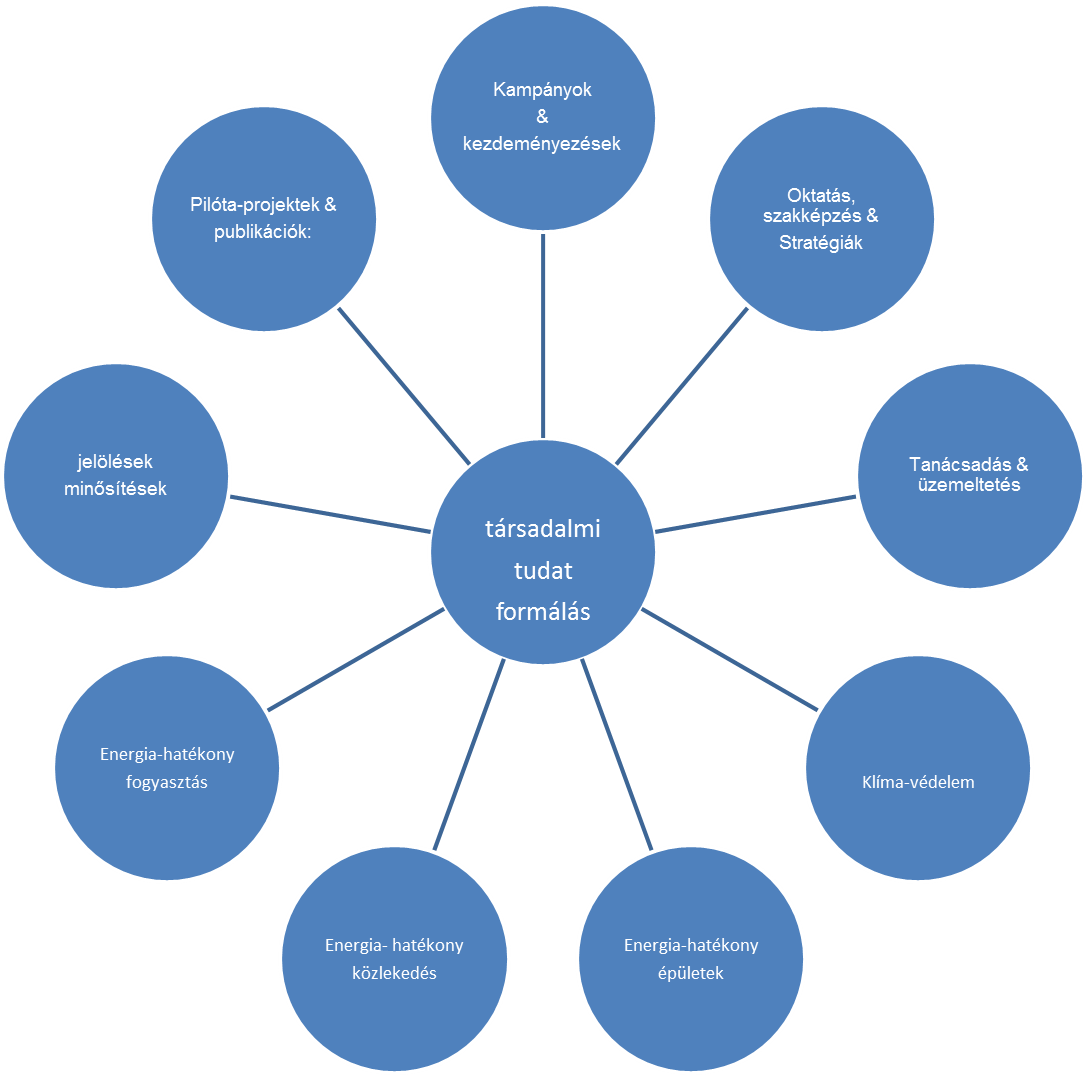 Kampányok
&
kezdeményezések
Oktatás,
szakképzés &
Stratégiák
Pilóta-projektek &
publikációk:
jelölések
minősítések
Tanácsadás &
üzemeltetés
társadalmi
tudat
formálás
Energia-hatékony
fogyasztás
Klíma-védelem
Energia- hatékony
közlekedés
Energia-hatékony
épületek